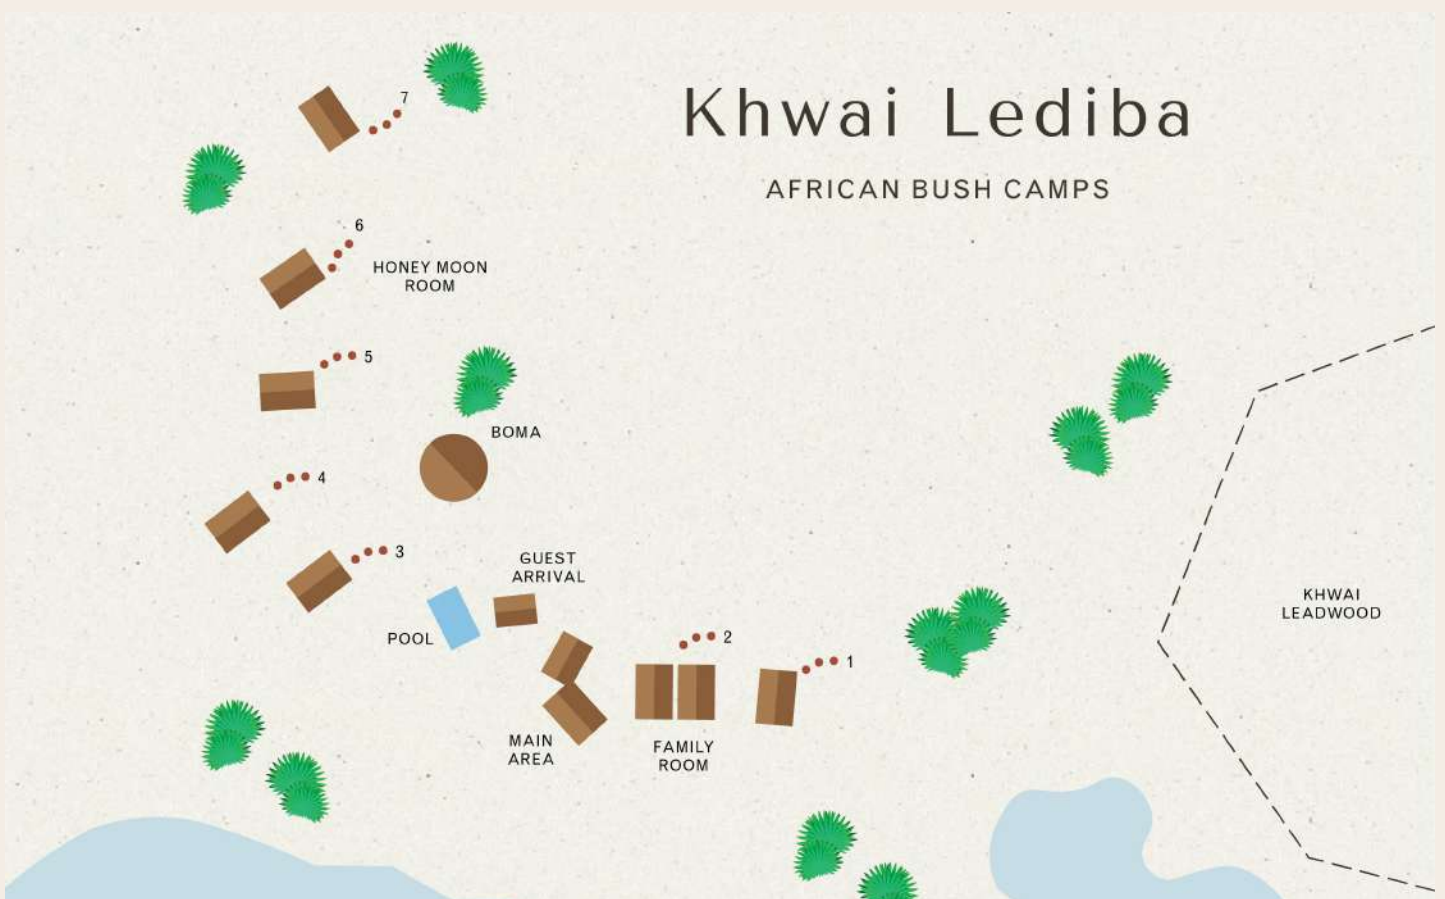 Khwai Lediba
AFRICAN BUSH CAMPS
7
6
HONEY MOON
ROOM
5
BOMA
4
3
GUEST
ARRIVAL
POOL
2
1
MAIN
AREA
FAMILY
ROOM
KHWAI
LEADWOOD